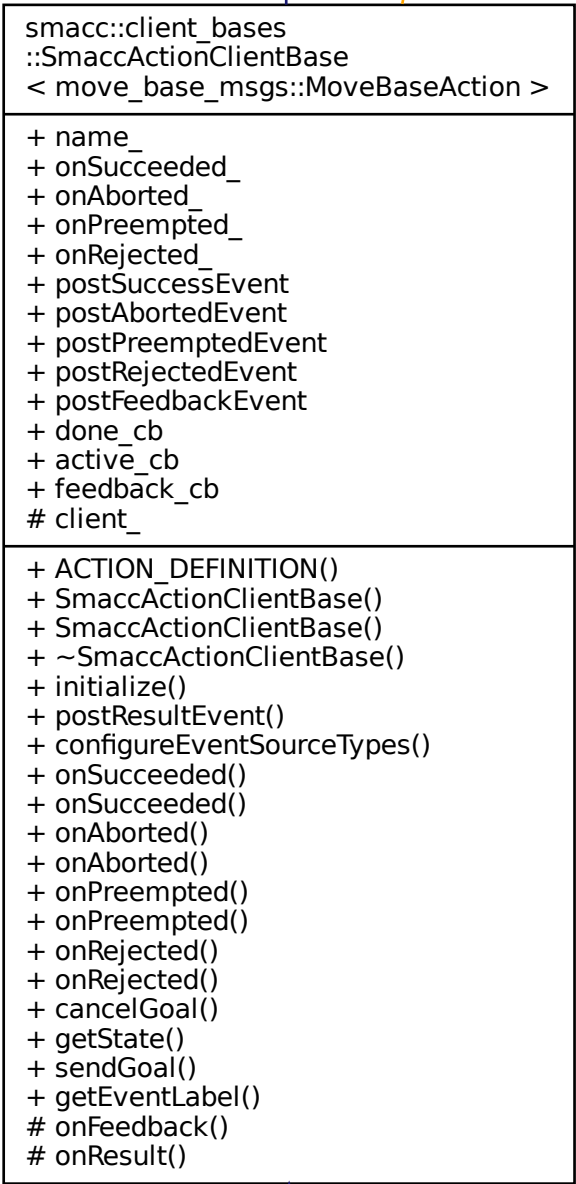 smacc::client_bases
::SmaccActionClientBase
< move_base_msgs::MoveBaseAction >
+ name_
+ onSucceeded_
+ onAborted_
+ onPreempted_
+ onRejected_
+ postSuccessEvent
+ postAbortedEvent
+ postPreemptedEvent
+ postRejectedEvent
+ postFeedbackEvent
+ done_cb
+ active_cb
+ feedback_cb
# client_
+ ACTION_DEFINITION()
+ SmaccActionClientBase()
+ SmaccActionClientBase()
+ ~SmaccActionClientBase()
+ initialize()
+ postResultEvent()
+ configureEventSourceTypes()
+ onSucceeded()
+ onSucceeded()
+ onAborted()
+ onAborted()
+ onPreempted()
+ onPreempted()
+ onRejected()
+ onRejected()
+ cancelGoal()
+ getState()
+ sendGoal()
+ getEventLabel()
# onFeedback()
# onResult()